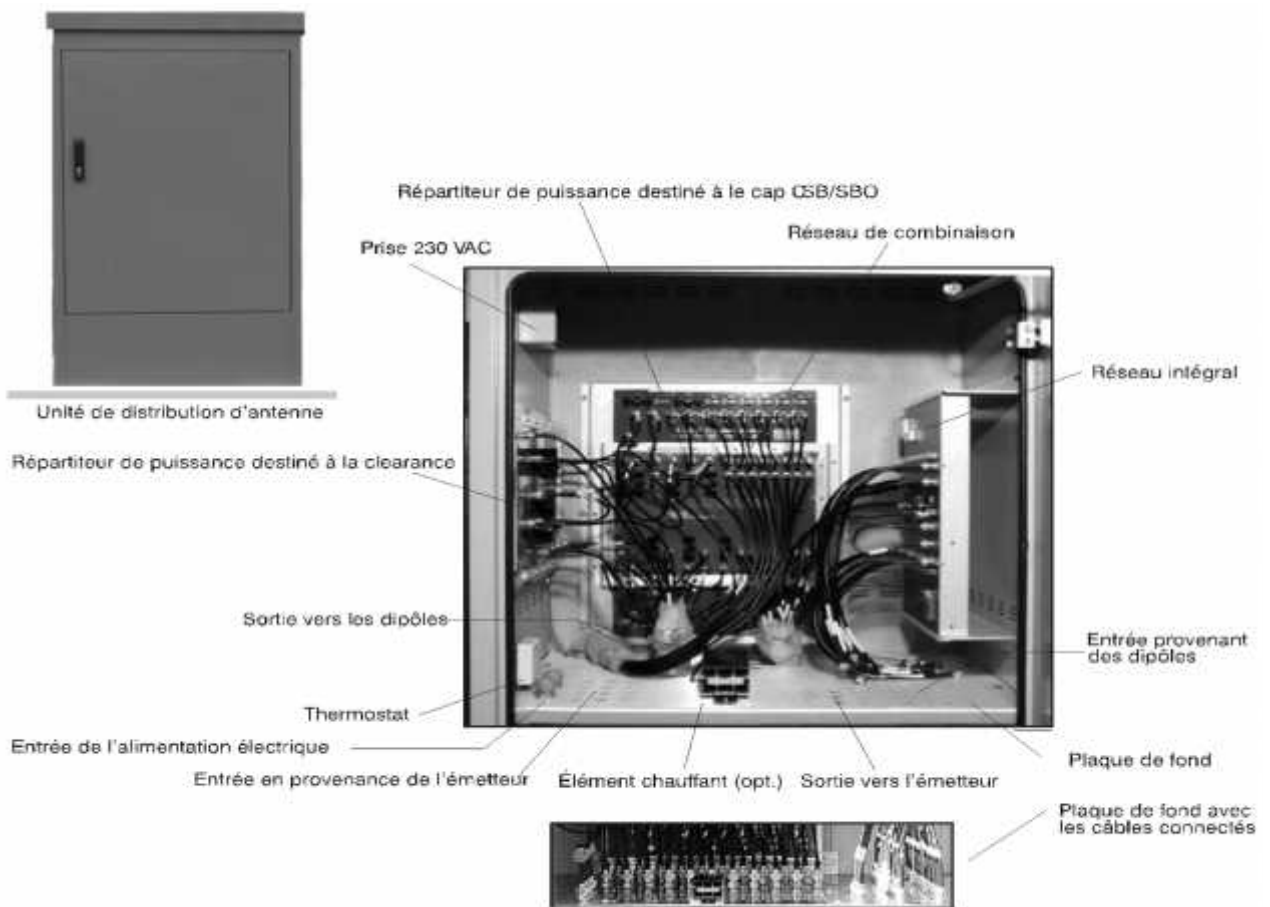 Répartiteur de puissance destiné à le cap CSB/SBO
Réseau de combinaison
Prise 230 VAC
Réseau intégral
Unité de distribution d'antenne
Répartiteur de puissance destiné à la clearance
Sortie vers les dipôles
Entrée provenant
des dipôles
Thermostat
Entrée de l'alimentation électrique
Entrée en provenance de l'émetteur
Élément chauffant (opt.)
Sortie vers l'émetteur
Plaque de fond
Plaque de fond avec
les câbles connectés